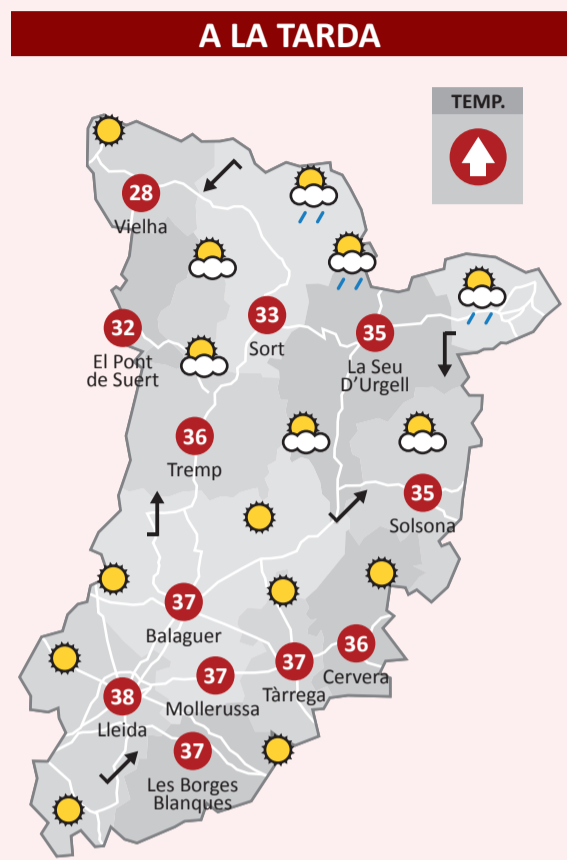 A LA TARDA
TEMP.
28
Vielha
33
Sort
32
El Pont
de Suert
35
La Seu
D'Urgell
36
Tremp
35
Solsona
37
Balaguer
36
Cervera
37
Tàrrega
37
Mollerussa
38
Lleida
37
Les Borges
Blanques